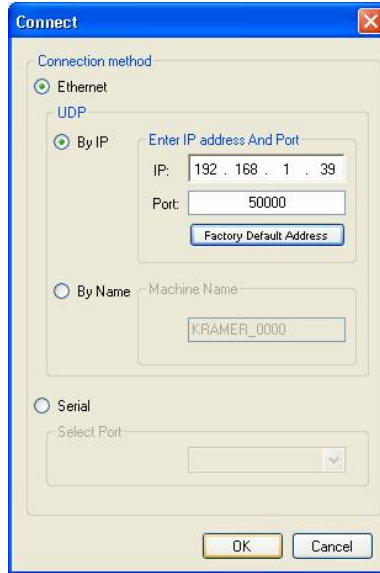 Connect
Connection method
Ethernet
UDP
By IP
Enter IP address And Port
IP: 192 . 168 . 1 . 39
Port: 50000
Factory Default Address
By Name
Machine Name
KRAMER_0000
Serial
Select Port
OK Cancel